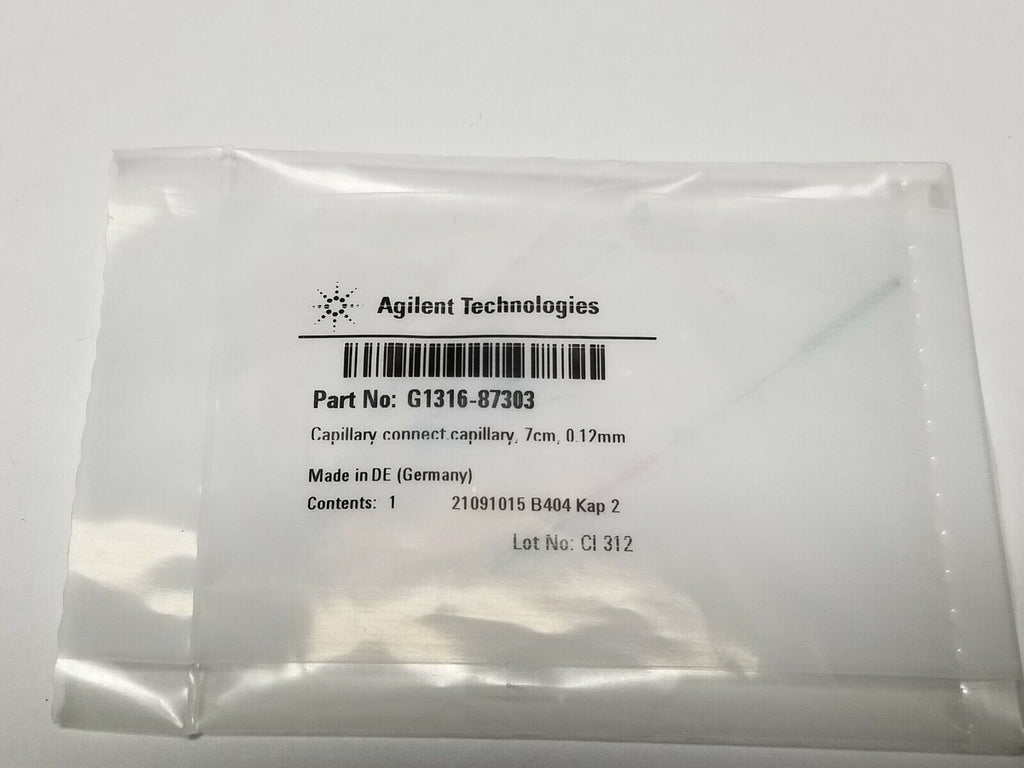 Agilent Technologies
Part No: G1316-87303
Capillary connect.capillary, 7cm, 0.12mm
Made in DE (Germany)
Contents: 1 21091015 B404 Kap 2
Lot No: CI 312